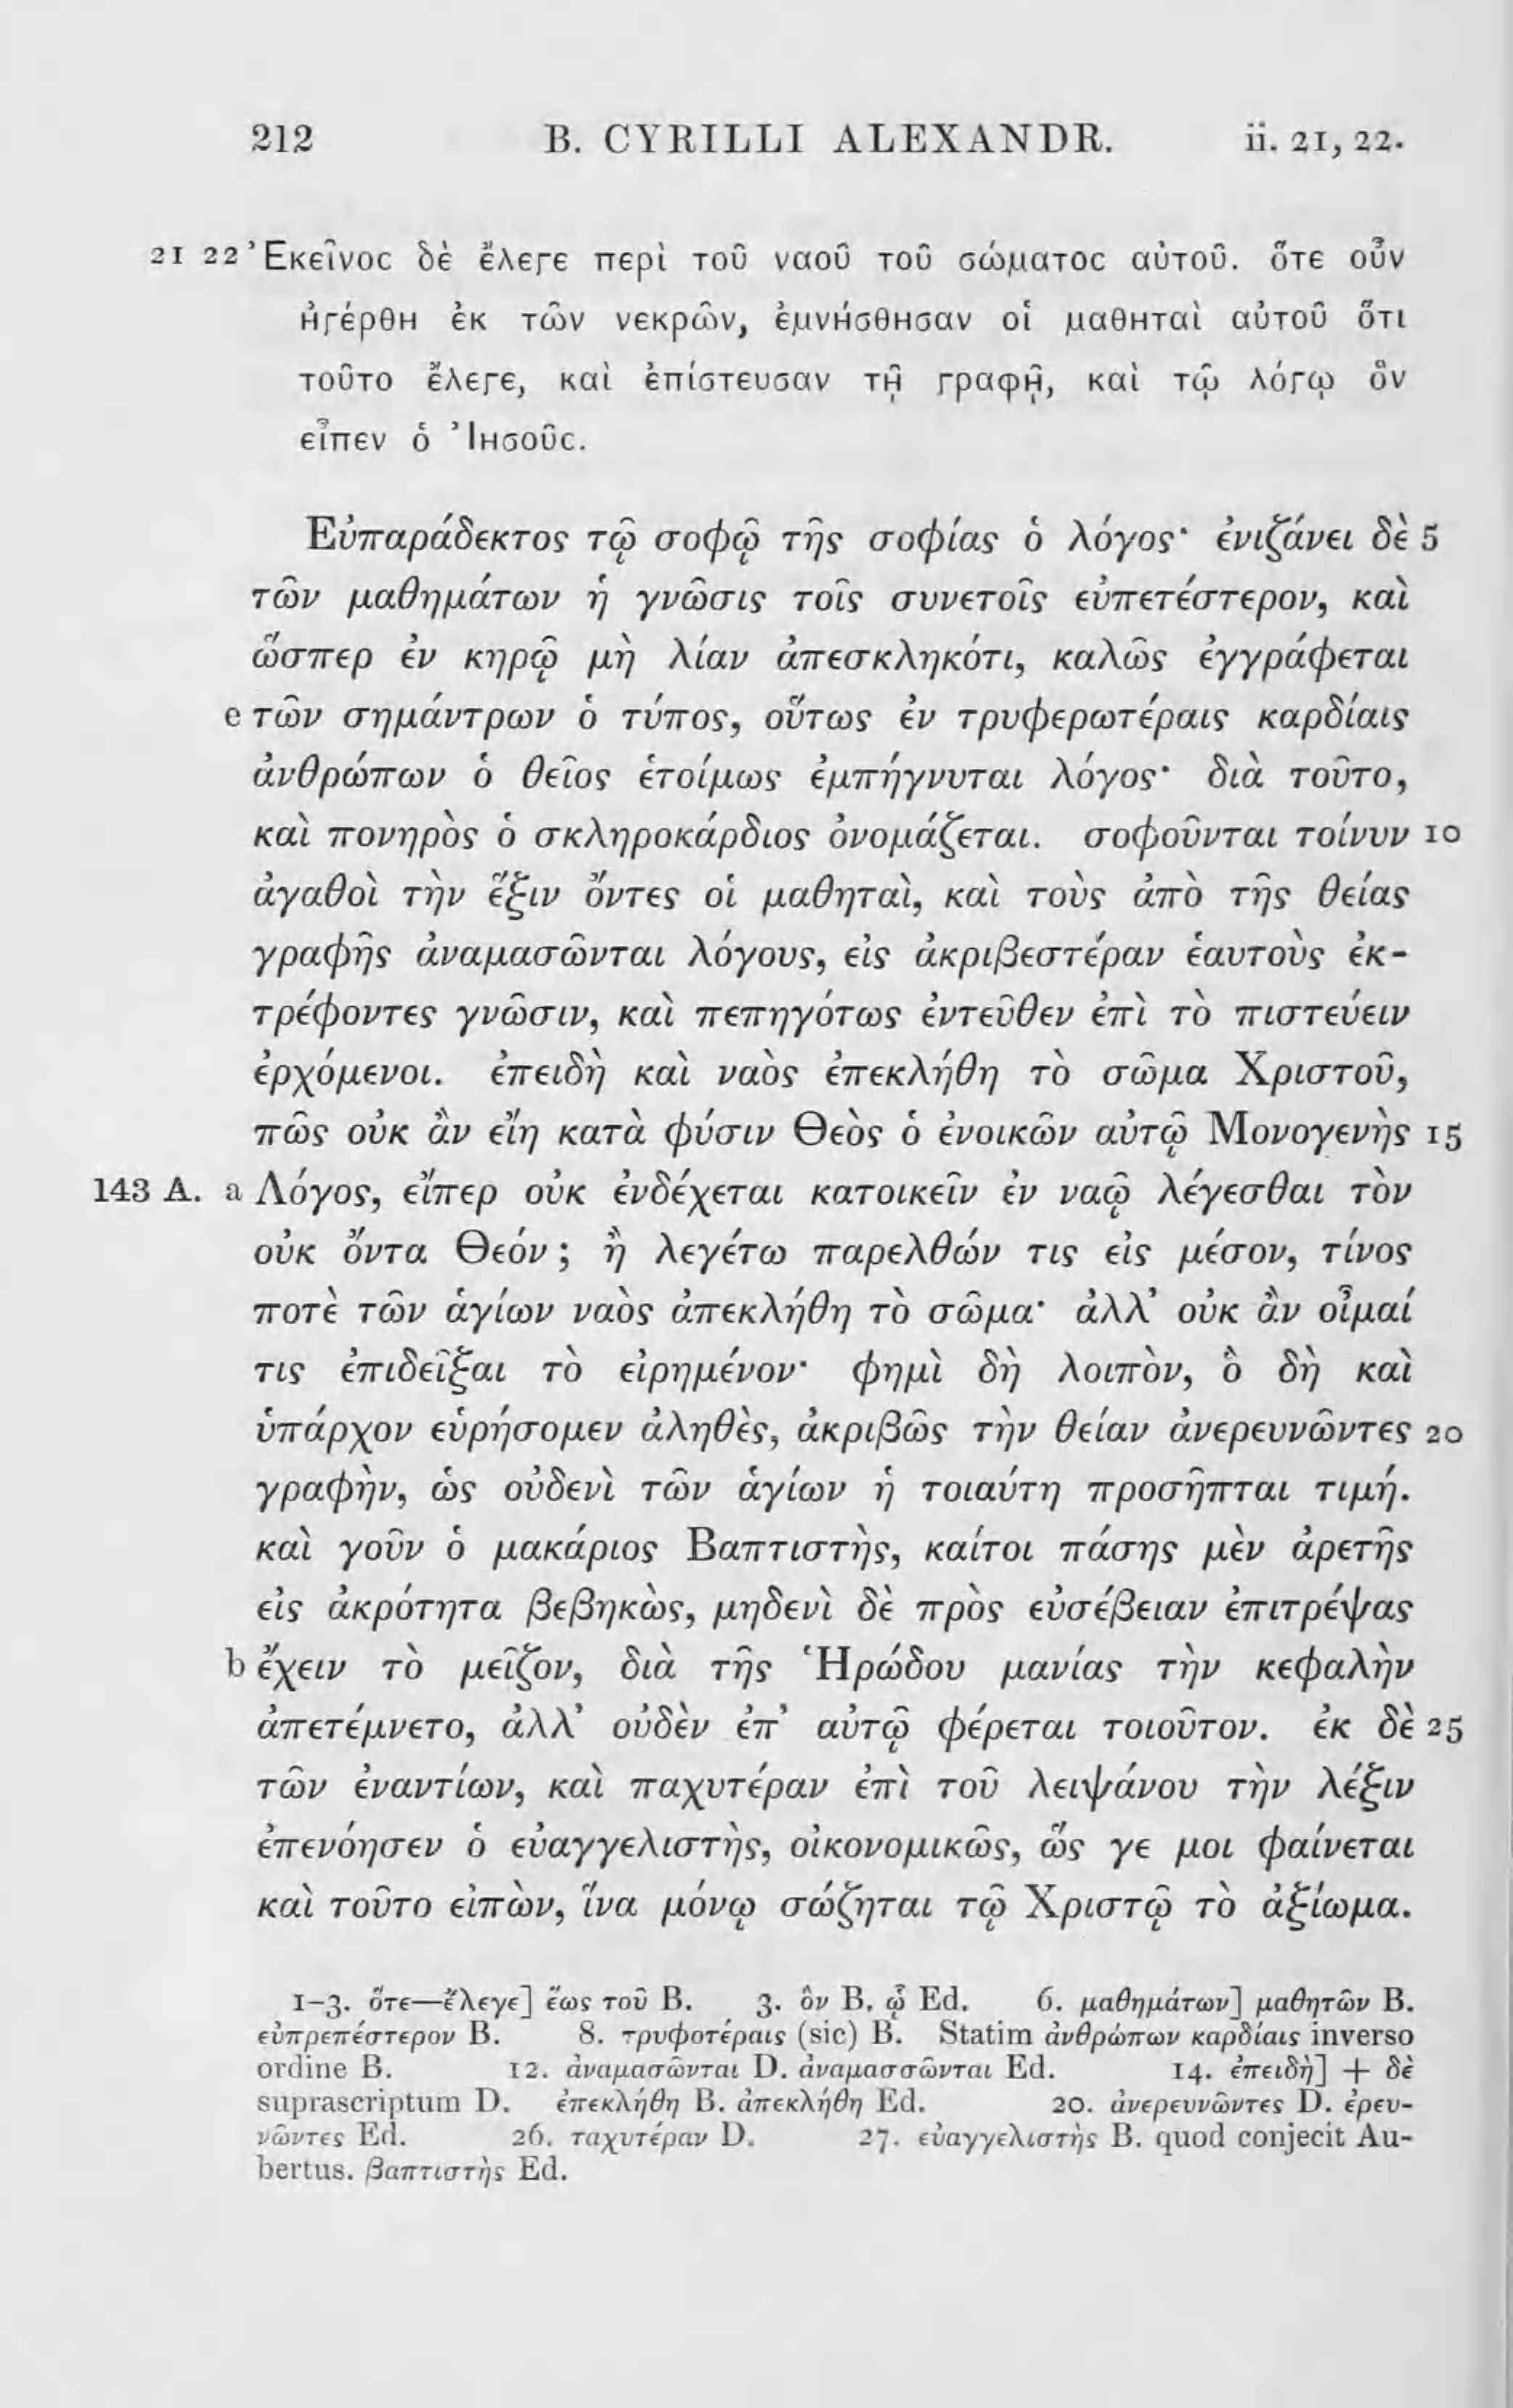 212 B. CYRILLI ALEXANDR. ii. 21, 22.
21 22 Ἐκεῖνος δὲ ἔλεγε περὶ τοῦ ναοῦ τοῦ σώματος αὐτοῦ. ὅτε οὖν
ἠγέρθη ἐκ τῶν νεκρῶν, ἐμνήσθησαν οἱ μαθηταὶ αὐτοῦ ὅτι
τοῦτο ἔλεγε, καὶ ἐπίστευσαν τῇ γραφῇ, καὶ τῷ λόγῳ ὃν
εἶπεν ὁ Ἰησοῦς.
Εὐπαράδεκτος τῷ σοφῷ τῆς σοφίας ὁ λόγος· ἐνιζάνει δὲ 5
τῶν μαθημάτων ἡ γνῶσις τοῖς συνετοῖς εὐπετέστερον, καὶ
ὥσπερ ἐν κηρῷ μὴ λίαν ἀπεσκληκότι, καλῶς ἐγγράφεται
e τῶν σημάντρων ὁ τύπος, οὕτως ἐν τρυφερωτέραις καρδίαις
ἀνθρώπων ὁ θεῖος ἑτοίμως ἐμπήγνυται λόγος· διὰ τοῦτο,
καὶ πονηρὸς ὁ σκληροκάρδιος ὀνομάζεται. σοφοῦνται τοίνυν 10
ἀγαθοὶ τὴν ἕξιν ὄντες οἱ μαθηταὶ, καὶ τοὺς ἀπὸ τῆς θείας
γραφῆς ἀναμασῶνται λόγους, εἰς ἀκριβεστέραν ἑαυτοὺς ἐκ-
τρέφοντες γνῶσιν, καὶ πεπηγότως ἐντεῦθεν ἐπὶ τὸ πιστεύειν
ἐρχόμενοι. ἐπειδὴ καὶ ναὸς ἐπεκλήθη τὸ σῶμα Χριστοῦ,
πῶς οὐκ ἂν εἴη κατὰ φύσιν Θεὸς ὁ ἐνοικῶν αὐτῷ Μονογενὴς 15
143 A. a Λόγος, εἴπερ οὐκ ἐνδέχεται κατοικεῖν ἐν ναῷ λέγεσθαι τὸν
οὐκ ὄντα Θεόν; ἢ λεγέτω παρελθών τις εἰς μέσον, τίνος
ποτὲ τῶν ἁγίων ναὸς ἀπεκλήθη τὸ σῶμα· ἀλλ’ οὐκ ἂν οἶμαί
τις ἐπιδεῖξαι τὸ εἰρημένον· φημὶ δὴ λοιπὸν, ὃ δὴ καὶ
ὑπάρχον εὑρήσομεν ἀληθὲς, ἀκριβῶς τὴν θείαν ἀνερευνῶντες 20
γραφὴν, ὡς οὐδενὶ τῶν ἁγίων ἡ τοιαύτη προσῆπται τιμή.
καὶ γοῦν ὁ μακάριος Βαπτιστὴς, καίτοι πάσης μὲν ἀρετῆς
εἰς ἀκρότητα βεβηκὼς, μηδενὶ δὲ πρὸς εὐσέβειαν ἐπιτρέψας
b ἔχειν τὸ μεῖζον, διὰ τῆς Ἡρώδου μανίας τὴν κεφαλὴν
ἀπετέμνετο, ἀλλ’ οὐδὲν ἐπ’ αὐτῷ φέρεται τοιοῦτον. ἐκ δὲ 25
τῶν ἐναντίων, καὶ παχυτέραν ἐπὶ τοῦ λειψάνου τὴν λέξιν
ἐπενόησεν ὁ εὐαγγελιστὴς, οἰκονομικῶς, ὥς γε μοι φαίνεται
καὶ τοῦτο εἰπὼν, ἵνα μόνῳ σώζηται τῷ Χριστῷ τὸ ἀξίωμα.
1–3. ὅτε—ἔλεγε] ἕως τοῦ B. 3. ὃν B. ᾧ Ed. 6. μαθημάτων] μαθητῶν B.
εὐπρεπέστερον B. 8. τρυφοτέραις (sic) B. Statim ἀνθρώπων καρδίαις inverso
ordine B. 12. ἀναμασῶνται D. ἀναμασσῶνται Ed. 14. ἐπειδὴ] + δὲ
suprascriptum D. ἐπεκλήθη B. ἀπεκλήθη Ed. 20. ἀνερευνῶντες D. ἐρευ-
νῶντες Ed. 26. ταχυτέραν D. 27. εὐαγγελιστὴς B. quod conjecit Au-
bertus. βαπτιστὴς Ed.